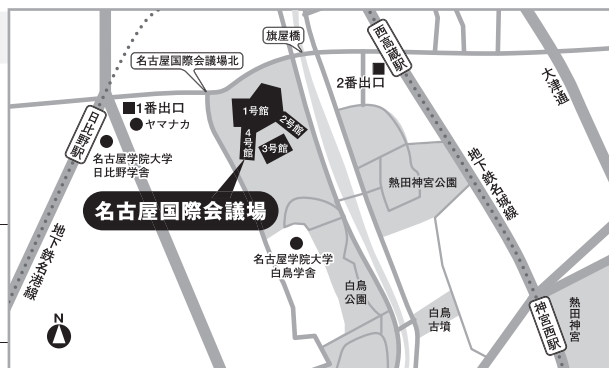 旗屋橋
西高蔵駅
名古屋国際会議場北
2番出口
大津通
1番出口
ヤマナカ
日比野駅
1号館
2号館
4号館
3号館
名古屋学院大学
日比野学舎
地下鉄名城線
熱田神宮公園
名古屋国際会議場
地下鉄名港線
名古屋学院大学
白鳥学舎
白鳥
公園
白鳥
古墳
神宮西駅
熱田神宮
N